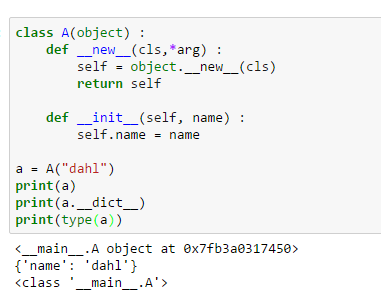 class A(object) :
    def __new__(cls,*arg) :
        self = object.__new__(cls)
        return self
    def __init__(self, name) :
        self.name = name
a = A("dahl")
print(a)
print(a.__dict__)
print(type(a))
<__main__.A object at 0x7fb3a0317450>
{'name': 'dahl'}
<class '__main__.A'>